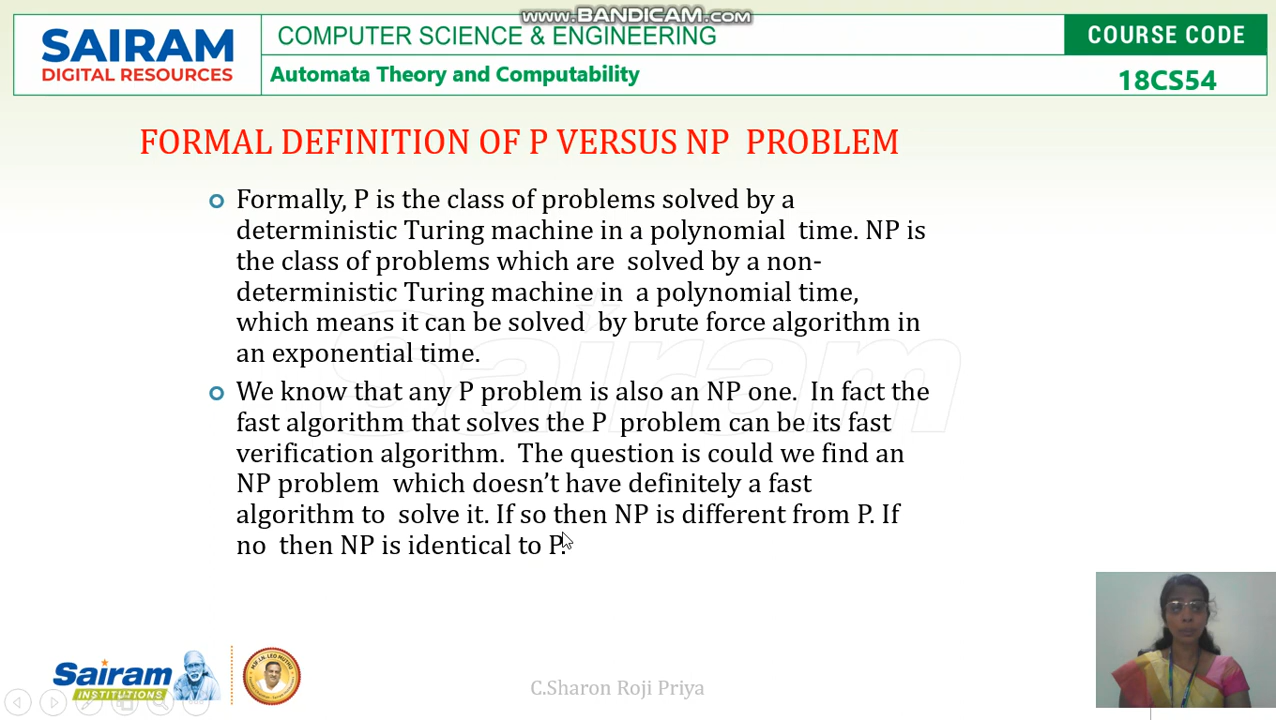 www.BANDICAM.com
SAIRAM
DIGITAL RESOURCES
COMPUTER SCIENCE & ENGINEERING
COURSE CODE
Automata Theory and Computability
18CS54
FORMAL DEFINITION OF P VERSUS NP PROBLEM
Formally, P is the class of problems solved by a
deterministic Turing machine in a polynomial time. NP is
the class of problems which are solved by a non-
deterministic Turing machine in a polynomial time,
which means it can be solved by brute force algorithm in
an exponential time.
We know that any P problem is also an NP one. In fact the
fast algorithm that solves the P problem can be its fast
verification algorithm. The question is could we find an
NP problem which doesn't have definitely a fast
algorithm to solve it. If so then NP is different from P. If
no then NP is identical to P.
Sairam
Sairam
INSTITUTIONS
C.Sharon Roji Priya